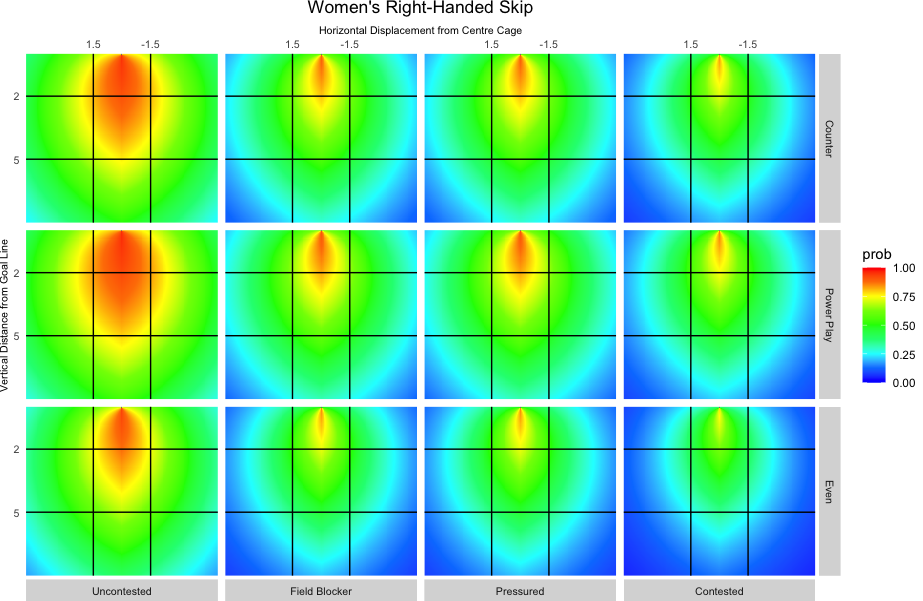 Women's Right-Handed Skip
Horizontal Displacement from Centre Cage
1.5 -1.5 1.5 -1.5 1.5 -1.5 1.5 -1.5
Vertical Distance from Goal Line
2
5
Counter
2
5
Power Play
2
5
Even
Uncontested Field Blocker Pressured Contested
prob
1.00
0.75
0.50
0.25
0.00